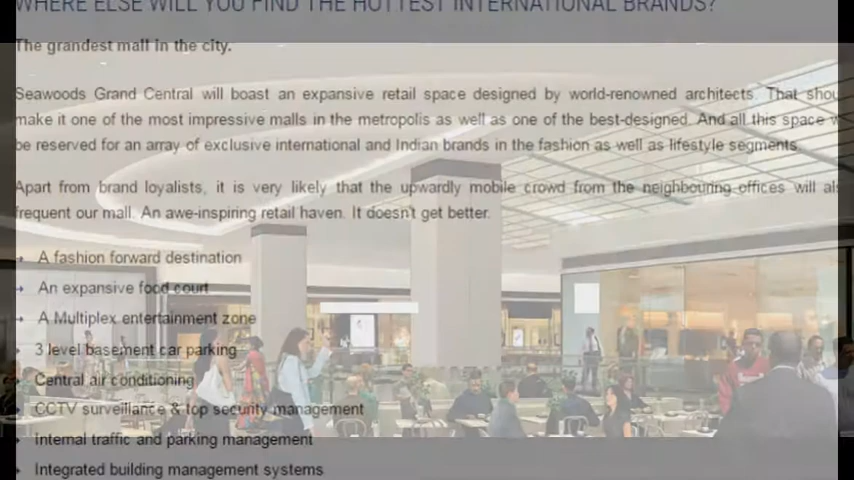 WHERE ELSE WILL YOU FIND THE HOTTEST INTERNATIONAL BRANDS?
The grandest mall in the city.
Seawoods Grand Central will boast an expansive retail space designed by world-renowned architects. That shou
make it one of the most impressive malls in the metropolis as well as one of the best-designed. And all this space w
be reserved for an array of exclusive international and Indian brands in the fashion as well as lifestyle segments.
Apart from brand loyalists, it is very likely that the upwardly mobile crowd from the neighbouring offices will als
frequent our mall. An awe-inspiring retail haven. It doesn't get better.
A fashion forward destination
An expansive food court
A Multiplex entertainment zone
3 level basement car parking
Central air conditioning
CCTV surveillance & top security management
Internal traffic and parking management
Integrated building management systems